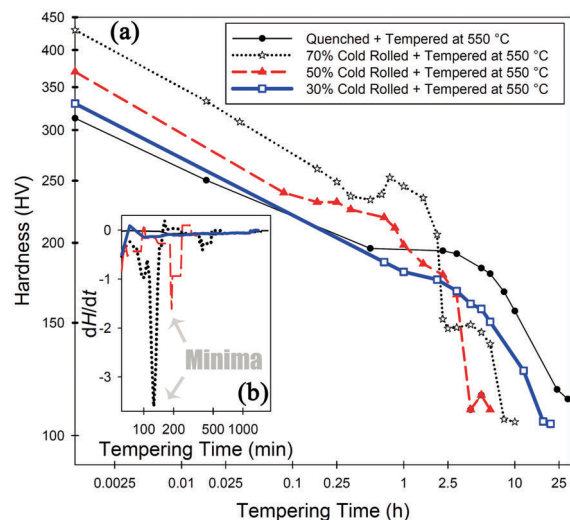 (a)
Quenched + Tempered at 550 °C
70% Cold Rolled + Tempered at 550 °C
50% Cold Rolled + Tempered at 550 °C
30% Cold Rolled + Tempered at 550 °C
Hardness (HV)
450
400
350
300
250
200
150
100
0.0025
0.01
0.025
0.1
0.25
1
2.5
10
25
Tempering Time (h)
dH/dt
0
-1
-2
-3
Minima
(b)
100
200
500
1000
Tempering Time (min)